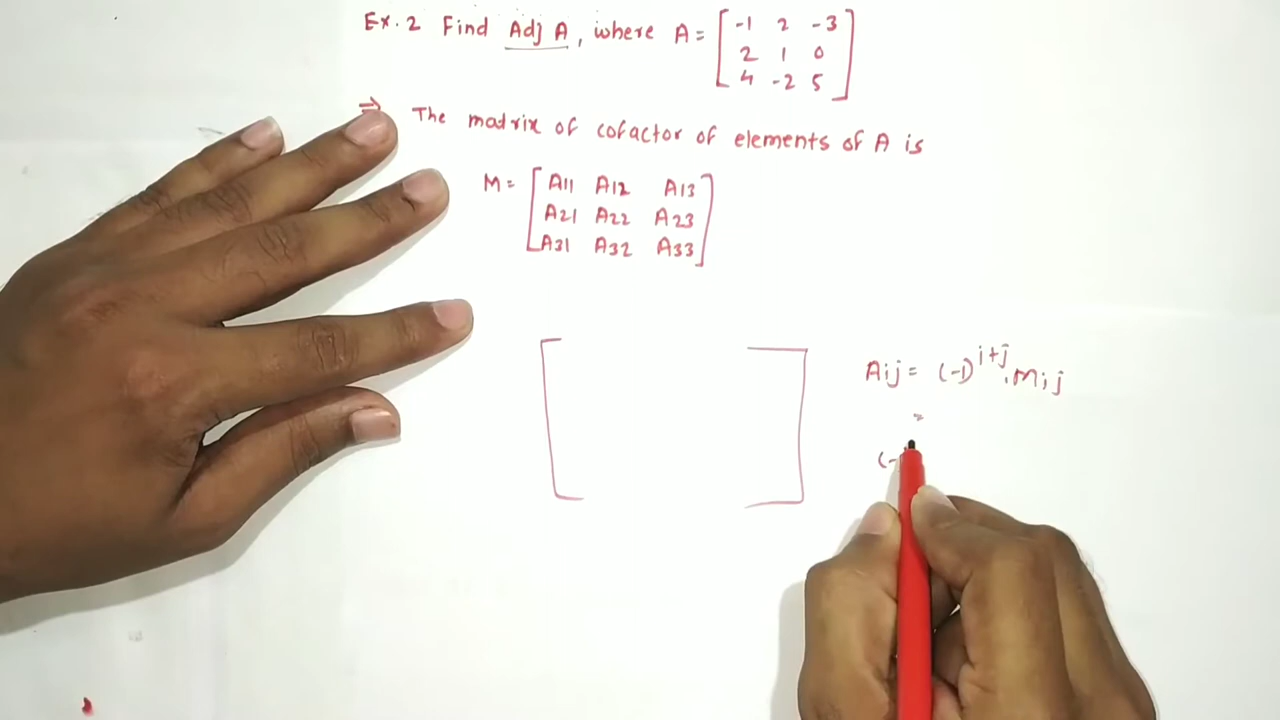 Ex. 2 Find Adj A, where A = [ -1 2 -3
2 1 0
4 -2 5 ]
⇒ The matrix of cofactor of elements of A is
M = [ A11 A12 A13
A21 A22 A23
A31 A32 A33 ]
[ ]
Aij = (-1)^i+j . Mij
=
(-1